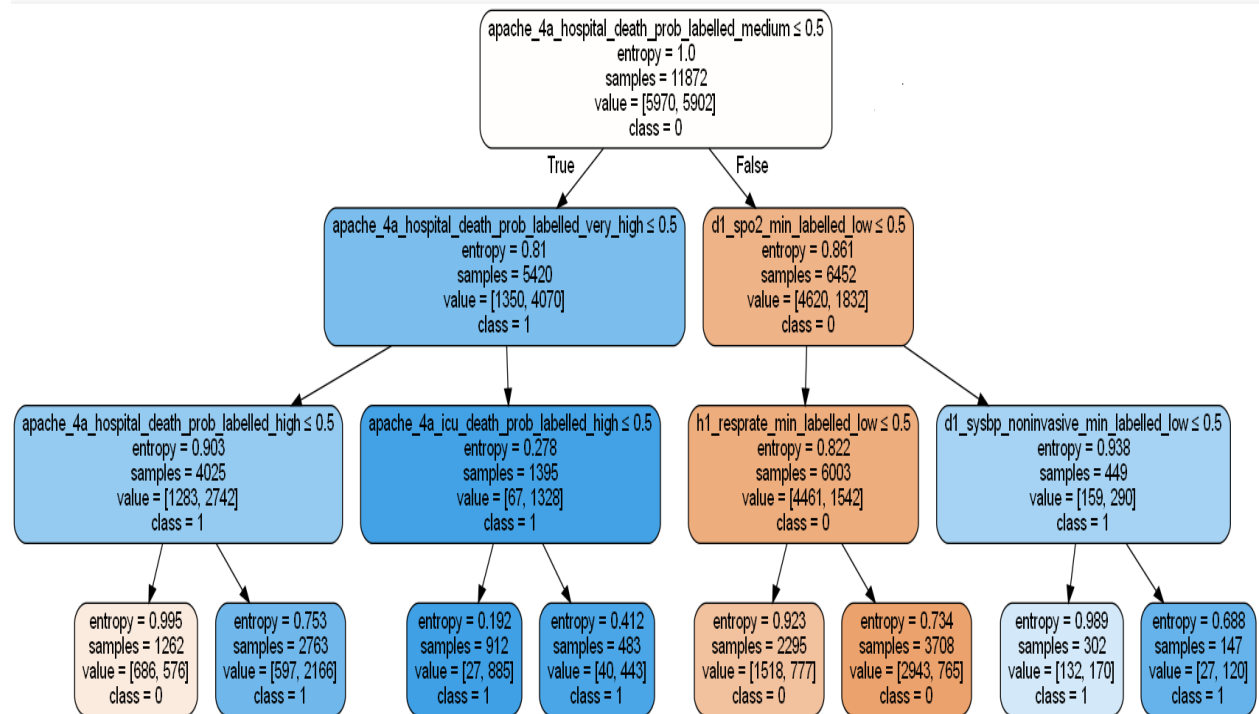 apache_4a_hospital_death_prob_labelled_medium ≤ 0.5
entropy = 1.0
samples = 11872
value = [5970, 5902]
class = 0
True
False
apache_4a_hospital_death_prob_labelled_very_high ≤ 0.5
entropy = 0.81
samples = 5420
value = [1350, 4070]
class = 1
d1_spo2_min_labelled_low ≤ 0.5
entropy = 0.861
samples = 6452
value = [4620, 1832]
class = 0
apache_4a_hospital_death_prob_labelled_high ≤ 0.5
entropy = 0.903
samples = 4025
value = [1283, 2742]
class = 1
apache_4a_icu_death_prob_labelled_high ≤ 0.5
entropy = 0.278
samples = 1395
value = [67, 1328]
class = 1
h1_resprate_min_labelled_low ≤ 0.5
entropy = 0.822
samples = 6003
value = [4461, 1542]
class = 0
d1_sysbp_noninvasive_min_labelled_low ≤ 0.5
entropy = 0.938
samples = 449
value = [159, 290]
class = 1
entropy = 0.995
samples = 1262
value = [686, 576]
class = 0
entropy = 0.753
samples = 2763
value = [597, 2166]
class = 1
entropy = 0.192
samples = 912
value = [27, 885]
class = 1
entropy = 0.412
samples = 483
value = [40, 443]
class = 1
entropy = 0.923
samples = 2295
value = [1518, 777]
class = 0
entropy = 0.734
samples = 3708
value = [2943, 765]
class = 0
entropy = 0.989
samples = 302
value = [132, 170]
class = 1
entropy = 0.688
samples = 147
value = [27, 120]
class = 1